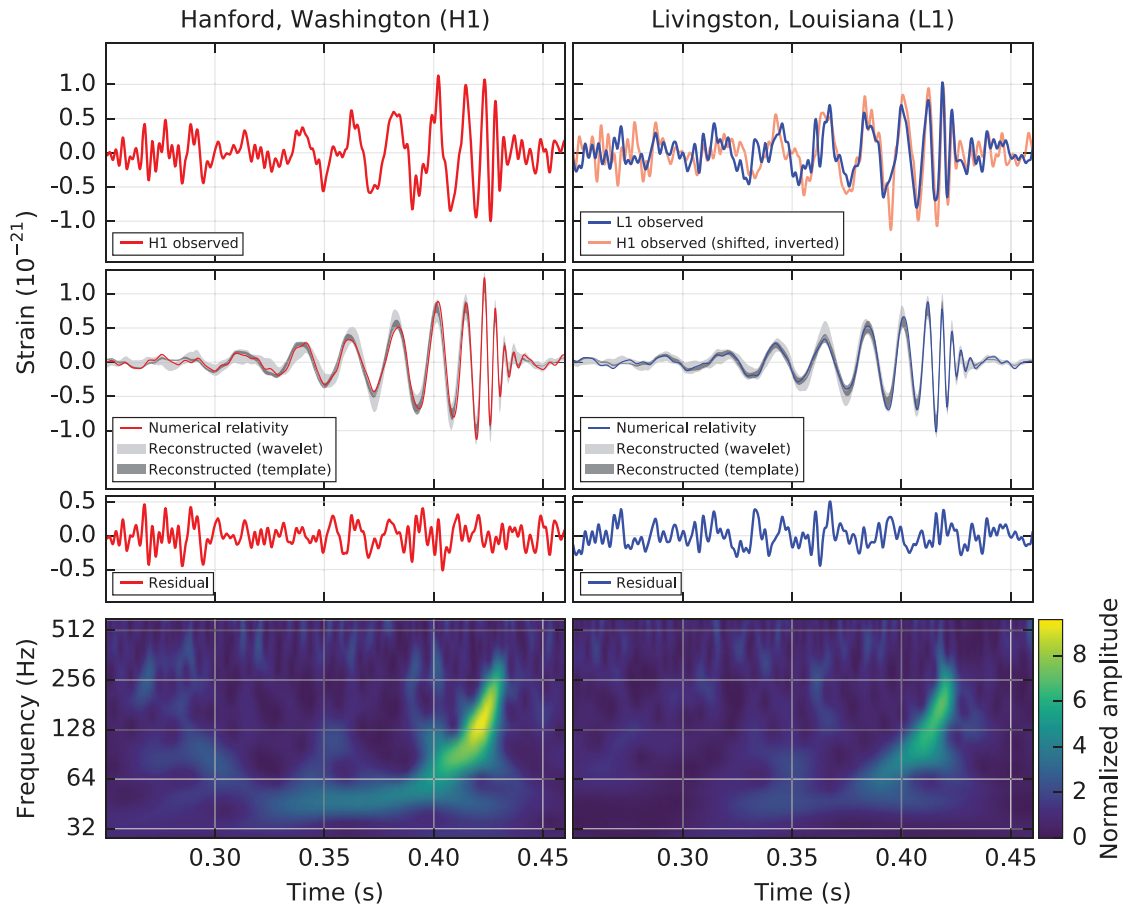 Hanford, Washington (H1)
Livingston, Louisiana (L1)
Strain (10⁻²¹)
1.0
0.5
0.0
-0.5
-1.0
H1 observed
L1 observed
H1 observed (shifted, inverted)
1.0
0.5
0.0
-0.5
-1.0
Numerical relativity
Reconstructed (wavelet)
Reconstructed (template)
Numerical relativity
Reconstructed (wavelet)
Reconstructed (template)
0.5
0.0
-0.5
Residual
Residual
Frequency (Hz)
512
256
128
64
32
Normalized amplitude
8
6
4
2
0
0.30
0.35
0.40
0.45
0.30
0.35
0.40
0.45
Time (s)
Time (s)